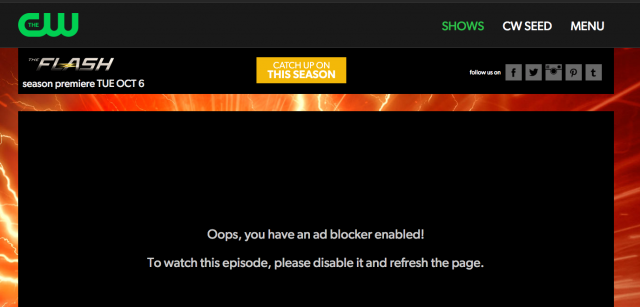 THE CW
SHOWS
CW SEED
MENU
THE FLASH
season premiere TUE OCT 6
CATCH UP ON
THIS SEASON
follow us on
Oops, you have an ad blocker enabled!
To watch this episode, please disable it and refresh the page.